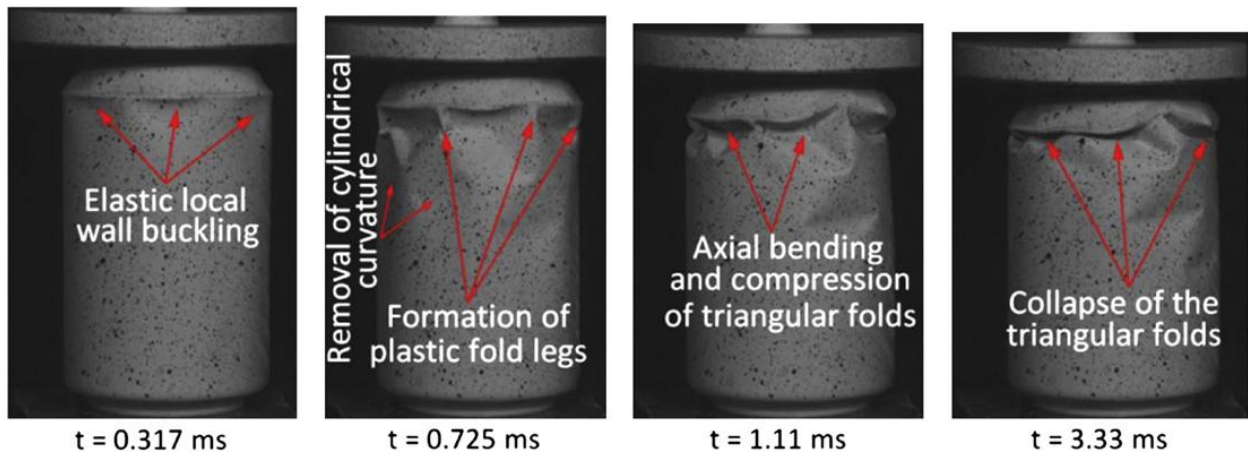 Elastic local
wall buckling
t = 0.317 ms
Removal of cylindrical
curvature
Formation of
plastic fold legs
t = 0.725 ms
Axial bending
and compression
of triangular folds
t = 1.11 ms
Collapse of the
triangular folds
t = 3.33 ms